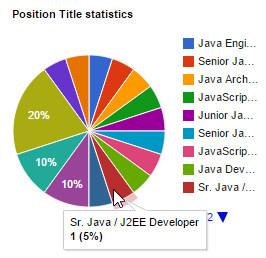 Position Title statistics
Java Engi...
Senior Ja...
Java Arch...
JavaScrip...
Junior Ja...
Senior Ja...
JavaScrip...
Java Dev...
Sr. Java /...
20%
10%
10%
2
Sr. Java / J2EE Developer
1 (5%)